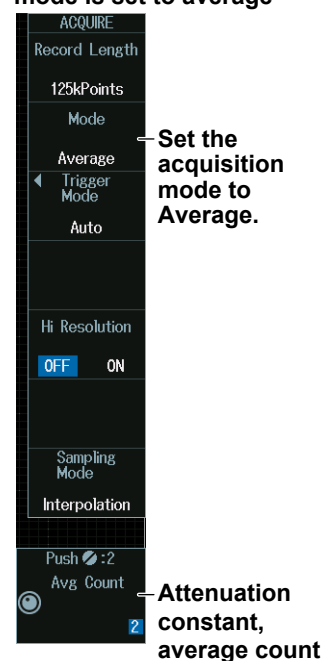 mode is set to average
ACQUIRE
Record Length
125kPoints
Mode
Average
Set the
acquisition
mode to
Average.
Trigger
Mode
Auto
Hi Resolution
OFF ON
Sampling
Mode
Interpolation
Push :2
Avg Count
2
Attenuation
constant,
average count